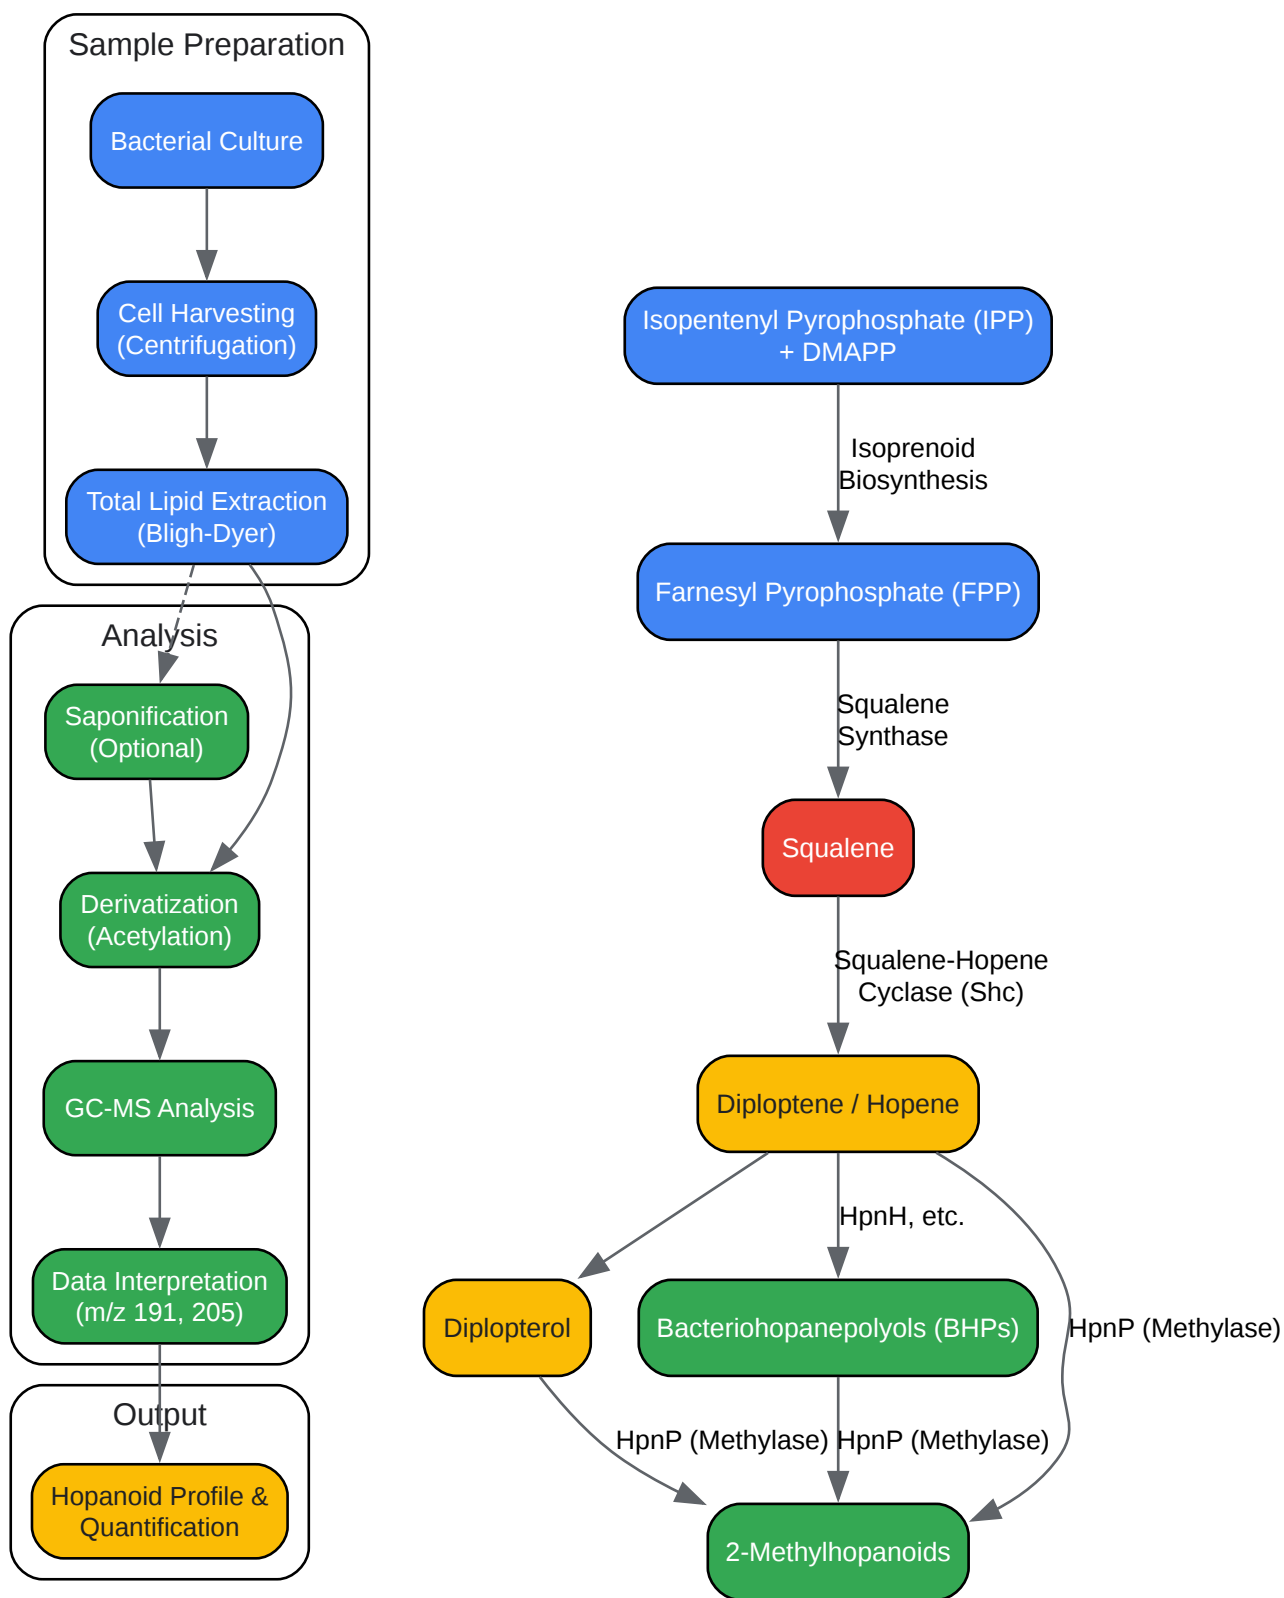 Sample Preparation
Bacterial Culture
Cell Harvesting
(Centrifugation)
Total Lipid Extraction
(Bligh-Dyer)
Analysis
Saponification
(Optional)
Derivatization
(Acetylation)
GC-MS Analysis
Data Interpretation
(m/z 191, 205)
Output
Hopanoid Profile &
Quantification
Isopentenyl Pyrophosphate (IPP)
+ DMAPP
Isoprenoid
Biosynthesis
Farnesyl Pyrophosphate (FPP)
Squalene
Synthase
Squalene
Squalene-Hopene
Cyclase (Shc)
Diploptene / Hopene
HpnH, etc.
Diplopterol
Bacteriohopanepolyols (BHPs)
HpnP (Methylase)
HpnP (Methylase)
HpnP (Methylase)
2-Methylhopanoids